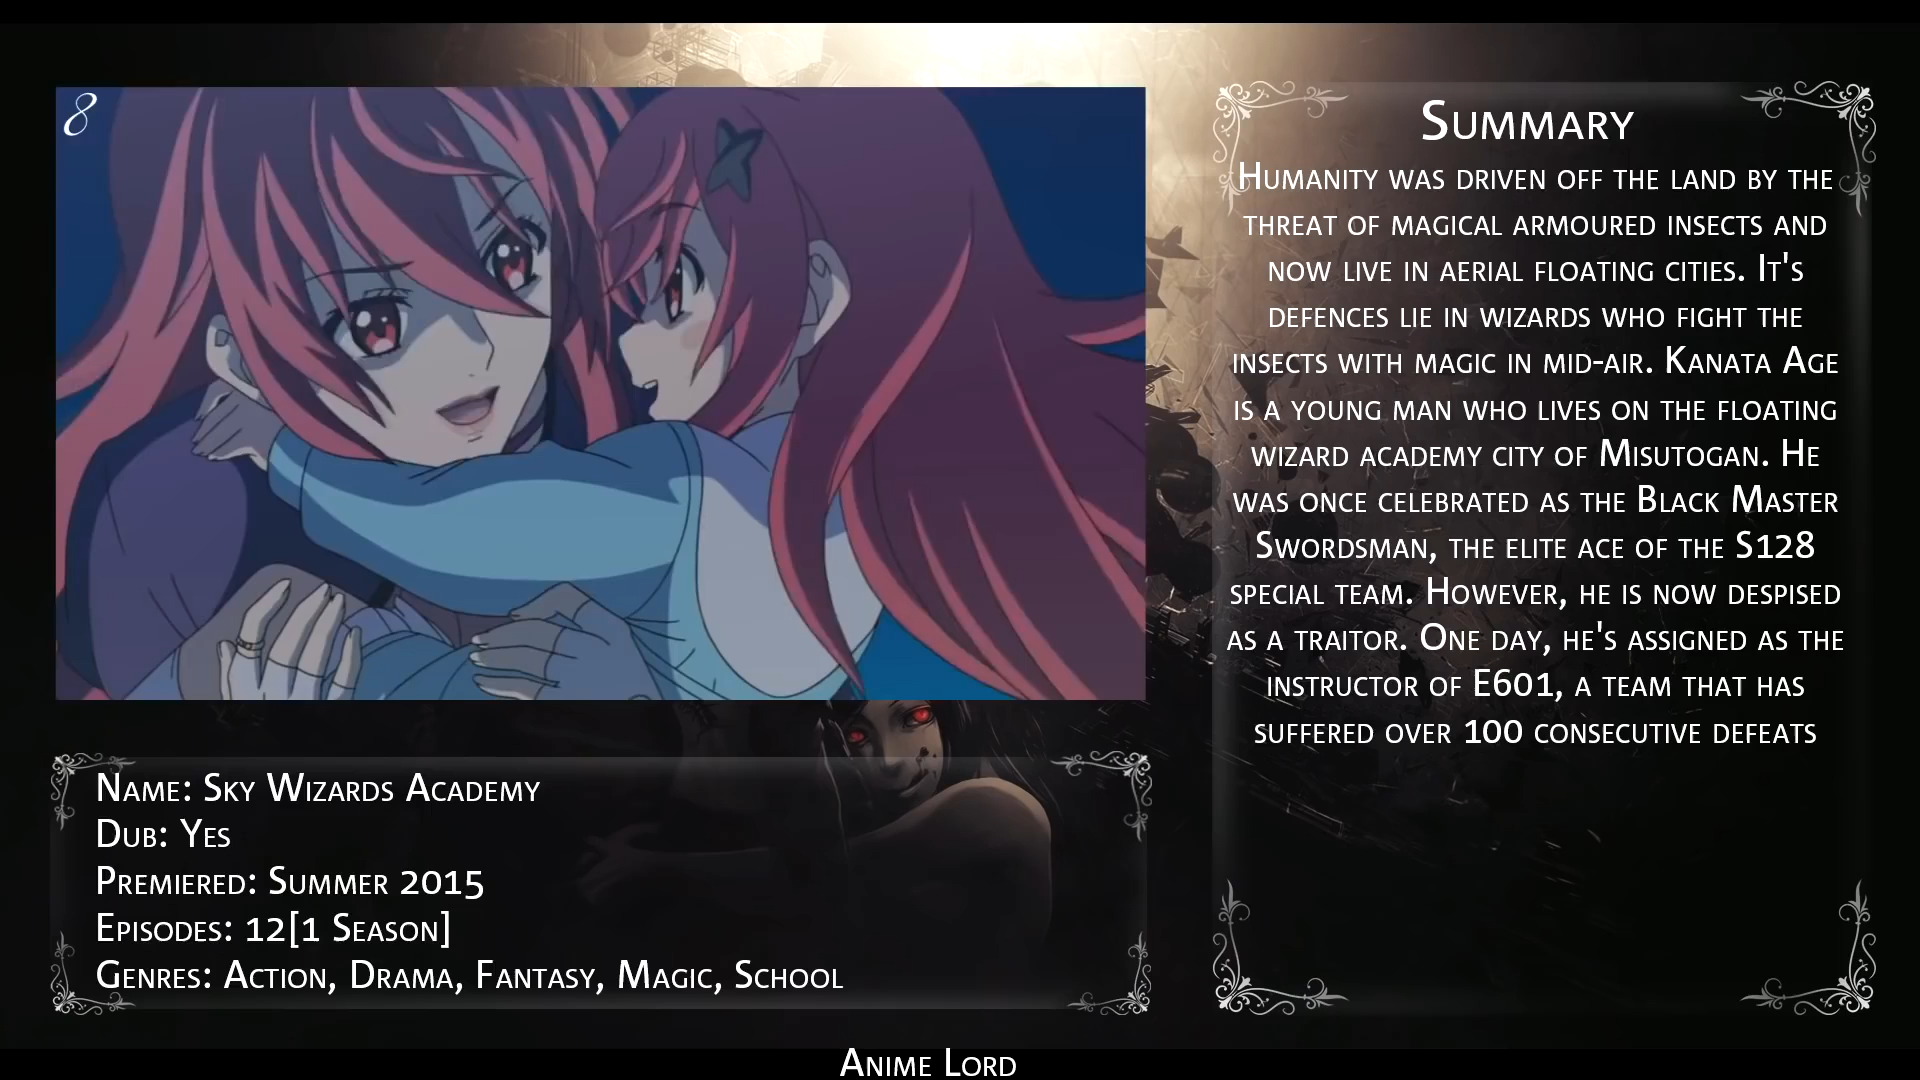 8
Summary
Humanity was driven off the land by the
threat of magical armoured insects and
now live in aerial floating cities. It's
defences lie in wizards who fight the
insects with magic in mid-air. Kanata Age
is a young man who lives on the floating
wizard academy city of Misutogan. He
was once celebrated as the Black Master
Swordsman, the elite ace of the S128
special team. However, he is now despised
as a traitor. One day, he's assigned as the
instructor of E601, a team that has
suffered over 100 consecutive defeats
Name: Sky Wizards Academy
Dub: Yes
Premiered: Summer 2015
Episodes: 12[1 Season]
Genres: Action, Drama, Fantasy, Magic, School
Anime Lord